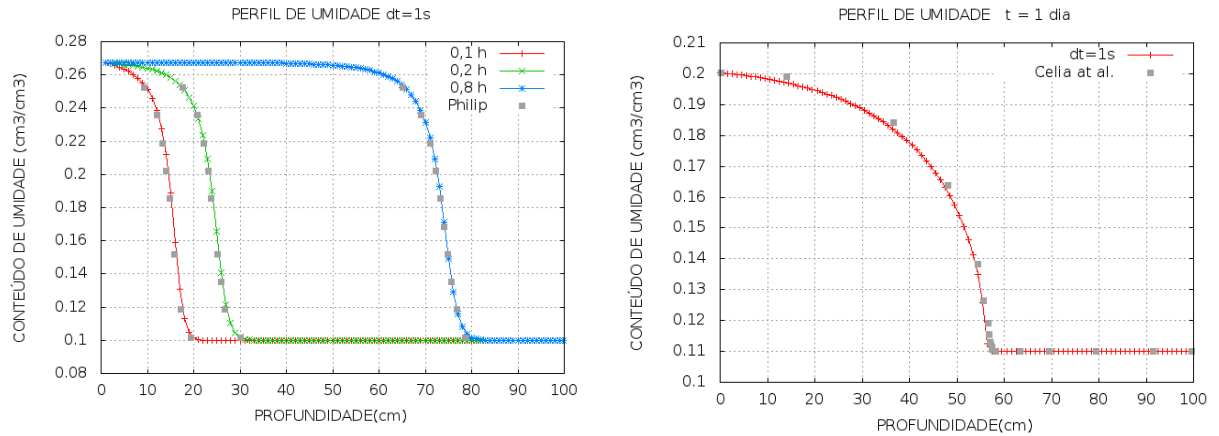 PERFIL DE UMIDADE dt=1s
0,1 h
0,2 h
0,8 h
Philip
0.28
0.26
0.24
0.22
0.2
0.18
0.16
0.14
0.12
0.1
0.08
CONTEÚDO DE UMIDADE (cm3/cm3)
0 10 20 30 40 50 60 70 80 90 100
PROFUNDIDADE(cm)
PERFIL DE UMIDADE t = 1 dia
dt=1s
Celia at al.
0.21
0.2
0.19
0.18
0.17
0.16
0.15
0.14
0.13
0.12
0.11
0.1
CONTEÚDO DE UMIDADE (cm3/cm3)
0 10 20 30 40 50 60 70 80 90 100
PROFUNDIDADE(cm)